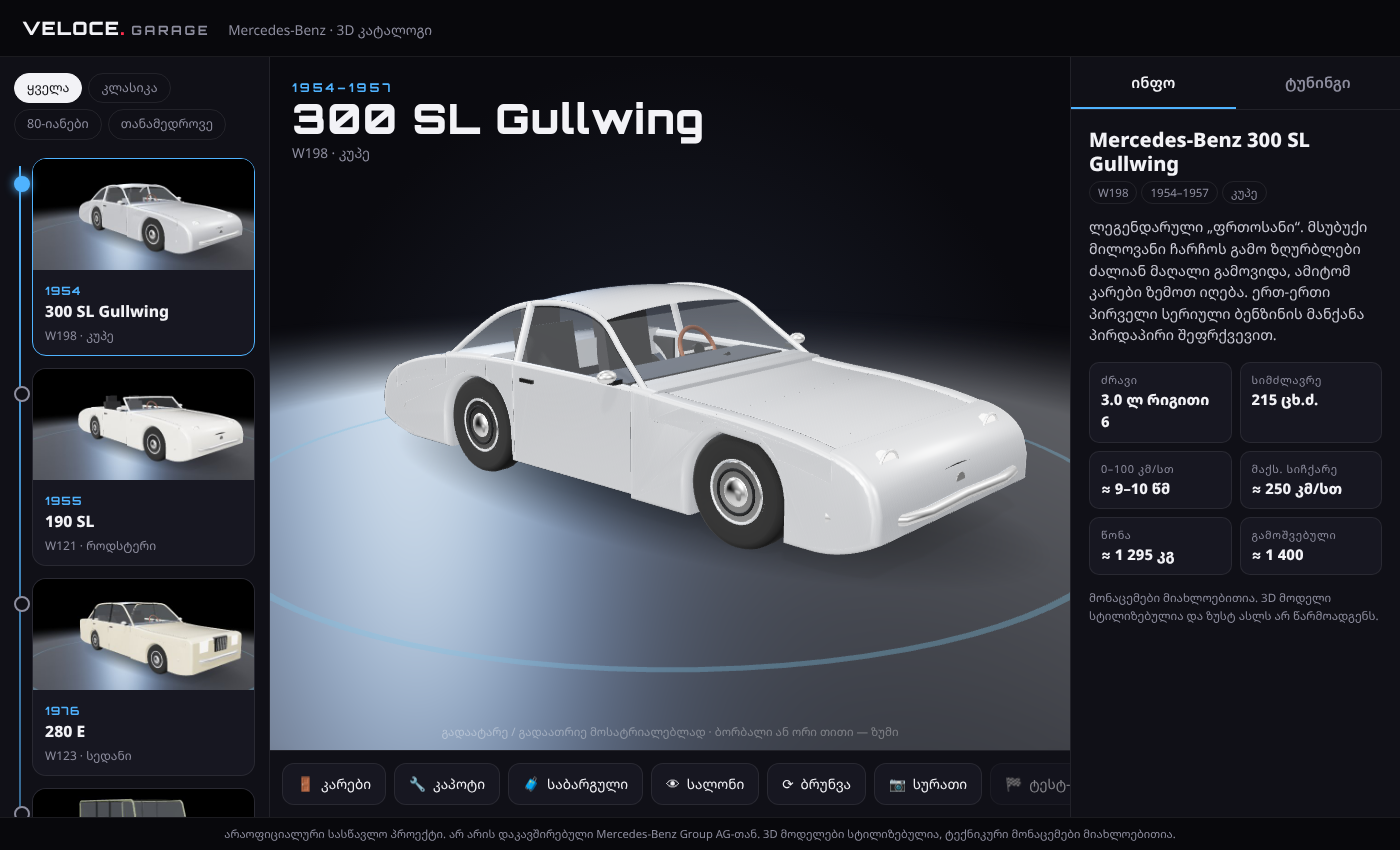 VELOCE. GARAGE
Mercedes-Benz · 3D კატალოგი
ყველა
კლასიკა
80-იანები
თანამედროვე
1954
300 SL Gullwing
W198 · კუპე
1955
190 SL
W121 · როდსტერი
1976
280 E
W123 · სედანი
1954–1957
300 SL Gullwing
W198 · კუპე
გადაატარე / გადაათრიე მოსატრიალებლად · ბორბალი ან ორი თითი — ზუმი
კარები
კაპოტი
საბარგული
სალონი
ბრუნვა
სურათი
ტესტ-
ინფო
ტუნინგი
Mercedes-Benz 300 SL
Gullwing
W198
1954–1957
კუპე
ლეგენდარული „ფრთოსანი“. მსუბუქი
მილოვანი ჩარჩოს გამო ზღურბლები
ძალიან მაღალი გამოვიდა, ამიტომ
კარები ზემოთ იღება. ერთ-ერთი
პირველი სერიული ბენზინის მანქანა
პირდაპირი შეფრქვევით.
ძრავი
3.0 ლ რიგითი
6
სიმძლავრე
215 ცხ.ძ.
0–100 კმ/სთ
≈ 9–10 წმ
მაქს. სიჩქარე
≈ 250 კმ/სთ
წონა
≈ 1 295 კგ
გამოშვებული
≈ 1 400
მონაცემები მიახლოებითია. 3D მოდელი
სტილიზებულია და ზუსტ ასლს არ წარმოადგენს.
არაოფიციალური სასწავლო პროექტი. არ არის დაკავშირებული Mercedes-Benz Group AG-თან. 3D მოდელები სტილიზებულია, ტექნიკური მონაცემები მიახლოებითია.